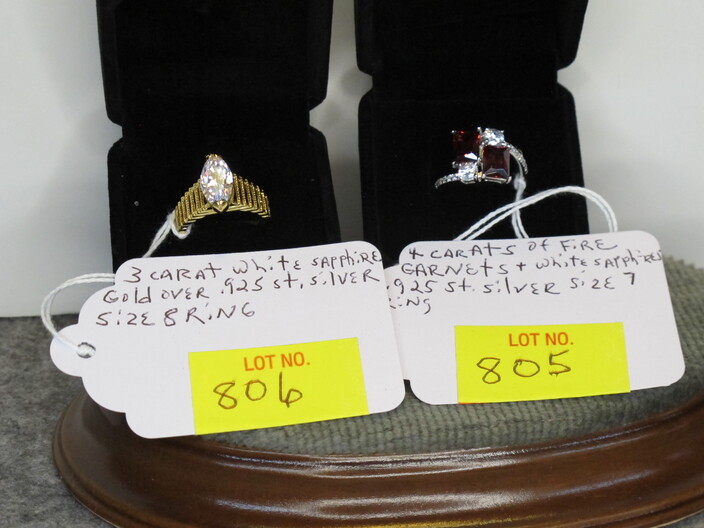 3 CARAT WHITE SAPPHIRE
GOLD OVER .925 ST. SILVER
SIZE 8 RING
LOT NO.
806
4 CARATS OF FIRE
GARNETS + WHITE SAPPHIRES
.925 ST. SILVER SIZE 7
RING
LOT NO.
805